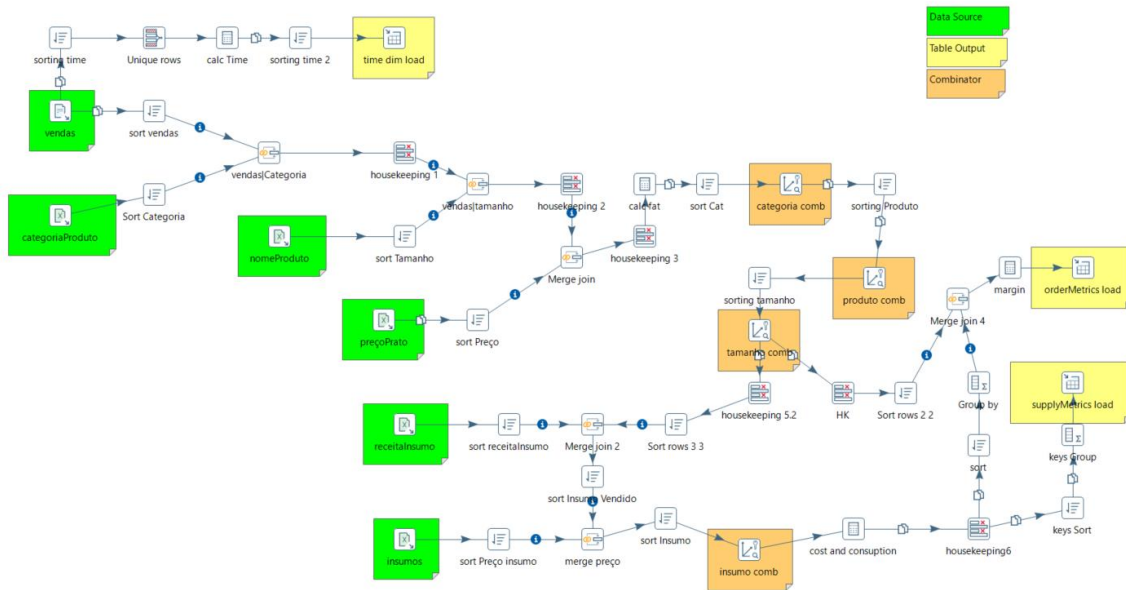 Data Source
Table Output
Combinator
sorting time
Unique rows
calc Time
sorting time 2
time dim load
vendas
sort vendas
vendas|Categoria
housekeeping 1
vendas|tamanho
housekeeping 2
categoriaProduto
Sort Categoria
nomeProduto
sort Tamanho
Merge join
housekeeping 3
sort Cat
categoria comb
sorting Produto
preçoPrato
sort Preço
sorting tamanho
produto comb
Merge join 4
margin
orderMetrics load
tamanho comb
housekeeping 5.2
HK
Sort rows 2 2
Group by
supplyMetrics load
receitaInsumo
sort receitaInsumo
Merge join 2
Sort rows 3 3
sort
keys Group
sort Insumo Vendido
insumos
sort Preço insumo
merge preço
sort Insumo
insumo comb
cost and consuption
housekeeping6
keys Sort